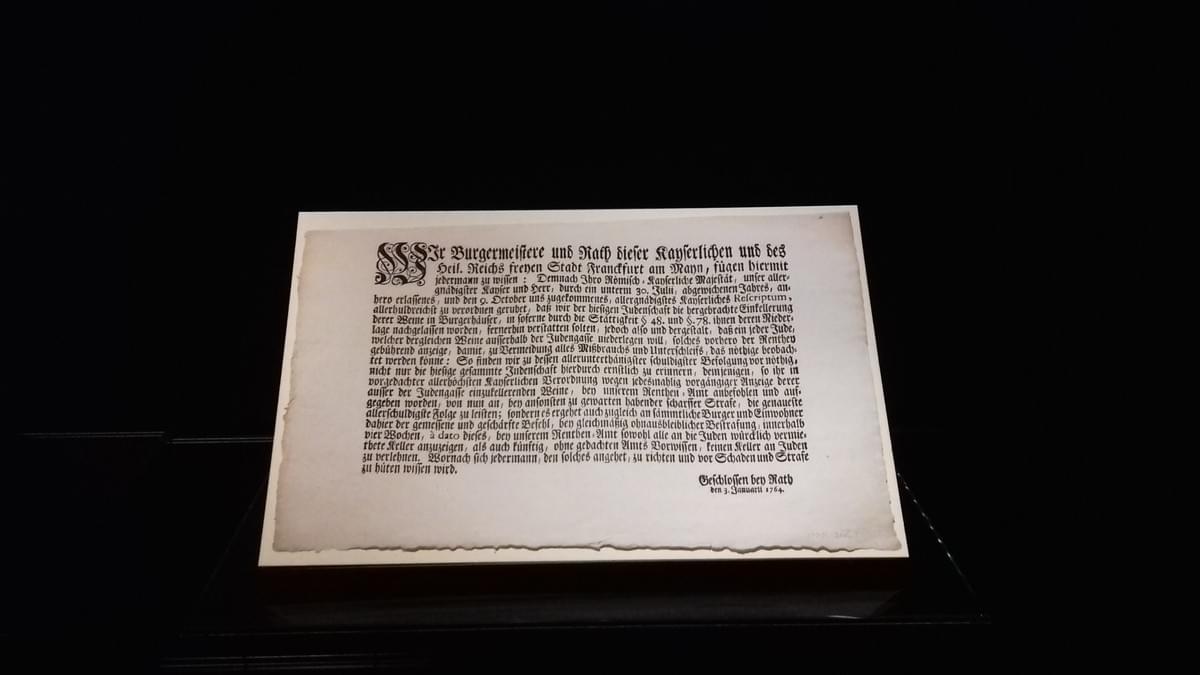 WIr Burgermeistere und Rath dieser Kayserlichen und des
Heil. Reichs freyen Stadt Franckfurt am Mayn, fügen hiermit
jedermann zu wissen: Demnach Ihro Römisch-Kayserliche Majestät, unser aller-
gnädigster Kayser und Herr, durch ein unterm 30. Julii, abgewichenen Jahres, an-
hero erlassenes, und den 9. October uns zugekommenes, allergnädigstes Kayserliches Rescriptum,
allerhuldreichst zu verordnen geruhet, daß wir der hiesigen Judenschaft die hergebrachte Einkellerung
derer Weine in Burgerhäuser, in soferne durch die Stättigkeit § 48. und §. 78. ihnen deren Nieder-
lage nachgelassen worden, fernerhin verstatten solten, jedoch also und dergestalt, daß ein jeder Jude,
welcher dergleichen Weine ausserhalb der Judengasse niederlegen will, solches vorhero der Renthey
gebührend anzeige, damit, zu Vermeidung alles Mißbrauchs und Unterschleifs, das nöthige beobach-
tet werden könne: So finden wir zu dessen allerunterthänigster schuldigster Befolgung vor nöthig,
nicht nur die hiesige gesammte Judenschaft hierdurch ernstlich zu erinnern, demjenigen, so ihr in
vorgedachter allerhöchsten Kayserlichen Verordnung wegen jedesmahlig vorgängiger Anzeige derer
ausser der Judengasse einzukellerenden Weine, bey unserem Renthen-Amt anbefohlen und auf-
gegeben worden, von nun an, bey ansonsten zu gewarten habender scharffer Strafe, die genaueste
allerschuldigste Folge zu leisten; sondern es ergehet auch zugleich an sämmtliche Burger und Einwohner
dahier der gemessene und geschärfte Befehl, bey gleichmäßig ohnausbleiblicher Bestrafung, innerhalb
vier Wochen, à dato dieses, bey unserem Renthen-Amt sowohl alle an die Juden würcklich vermie-
thete Keller anzuzeigen, als auch künftig, ohne gedachten Amts Vorwissen, keinen Keller an Juden
zu verlehnen. Wornach sich jedermann, den solches angehet, zu richten und vor Schaden und Strafe
zu hüten wissen wird.
Geschlossen bey Rath
den 3. Januarii 1764.